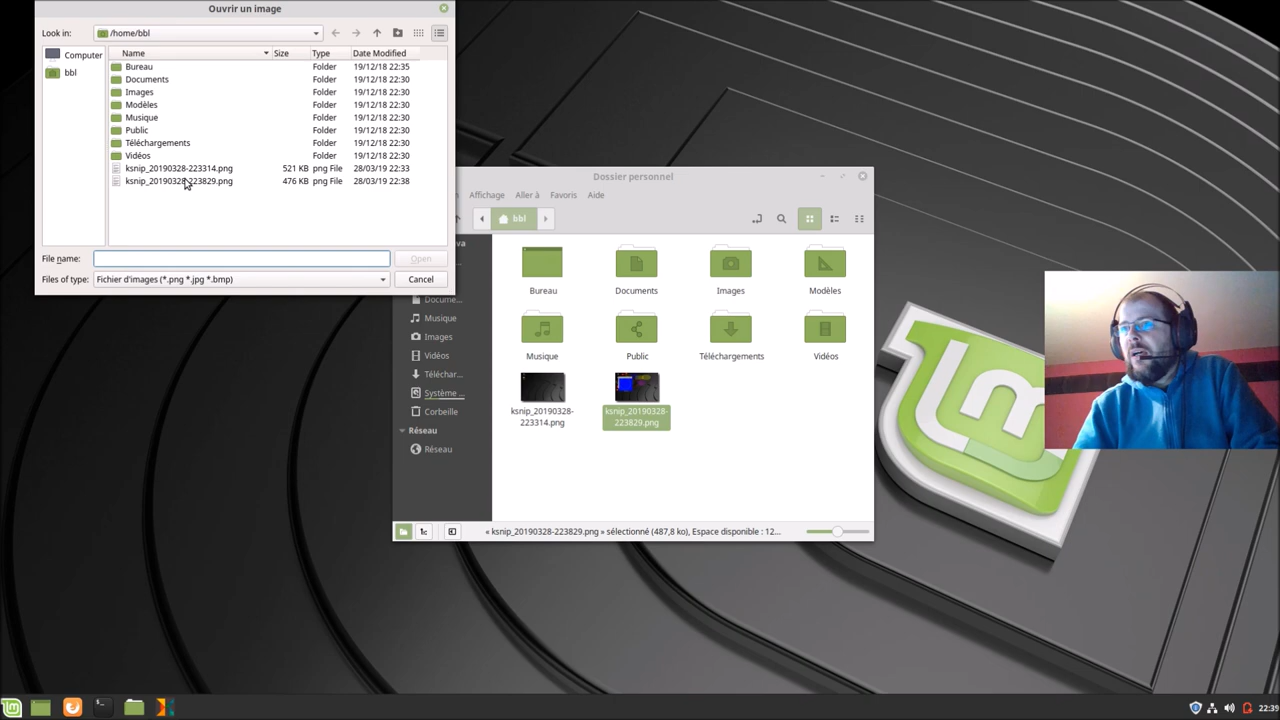 Ouvrir un image
Look in: /home/bbl
Computer
bbl
Name Size Type Date Modified
Bureau Folder 19/12/18 22:35
Documents Folder 19/12/18 22:30
Images Folder 19/12/18 22:30
Modèles Folder 19/12/18 22:30
Musique Folder 19/12/18 22:30
Public Folder 19/12/18 22:30
Téléchargements Folder 19/12/18 22:30
Vidéos Folder 19/12/18 22:30
ksnip_20190328-223314.png 521 KB png File 28/03/19 22:33
ksnip_20190328-223829.png 476 KB png File 28/03/19 22:38
File name: Open
Files of type: Fichier d'images (*.png *.jpg *.bmp) Cancel
Dossier personnel
Affichage Aller à Favoris Aide
bbl
Docume...
Musique
Images
Vidéos
Téléchar...
Système ...
Corbeille
Réseau
Réseau
Bureau Documents Images Modèles
Musique Public Téléchargements Vidéos
ksnip_20190328-
223314.png
ksnip_20190328-
223829.png
« ksnip_20190328-223829.png » sélectionné (487,8 ko), Espace disponible : 12...
22:39